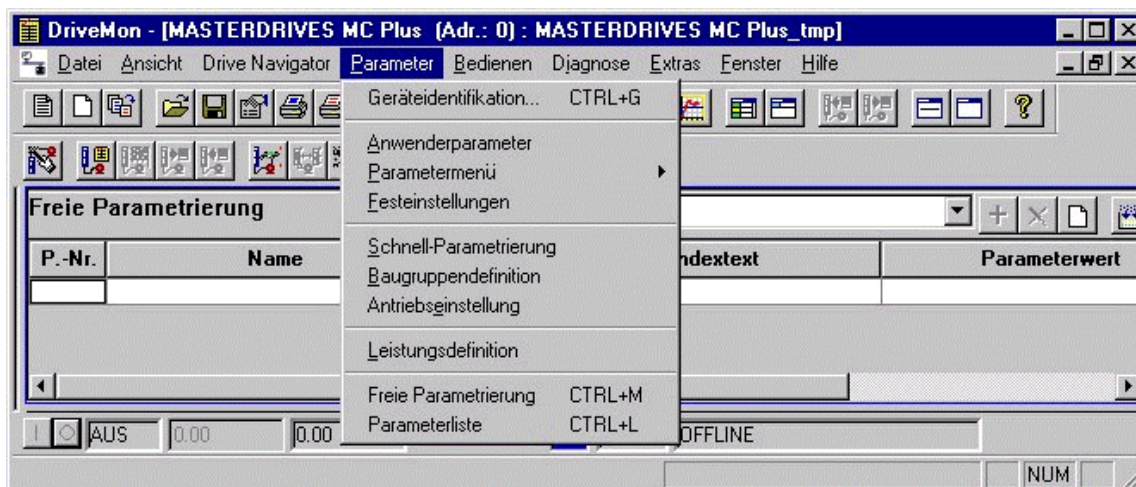 DriveMon - [MASTERDRIVES MC Plus (Adr.: 0) : MASTERDRIVES MC Plus_tmp]
Datei Ansicht Drive Navigator Parameter Bedienen Djagnose Extras Fenster Hilfe
Geräteidentifikation... CTRL+G
Anwenderparameter
Parametermenü
Festeinstellungen
Schnell-Parametrierung
Baugruppendefinition
Antriebseinstellung
Leistungsdefinition
Freie Parametrierung CTRL+M
Parameterliste CTRL+L
Freie Parametrierung
P.-Nr. Name ndextext Parameterwert
AUS 0.00 0.00 OFFLINE
NUM